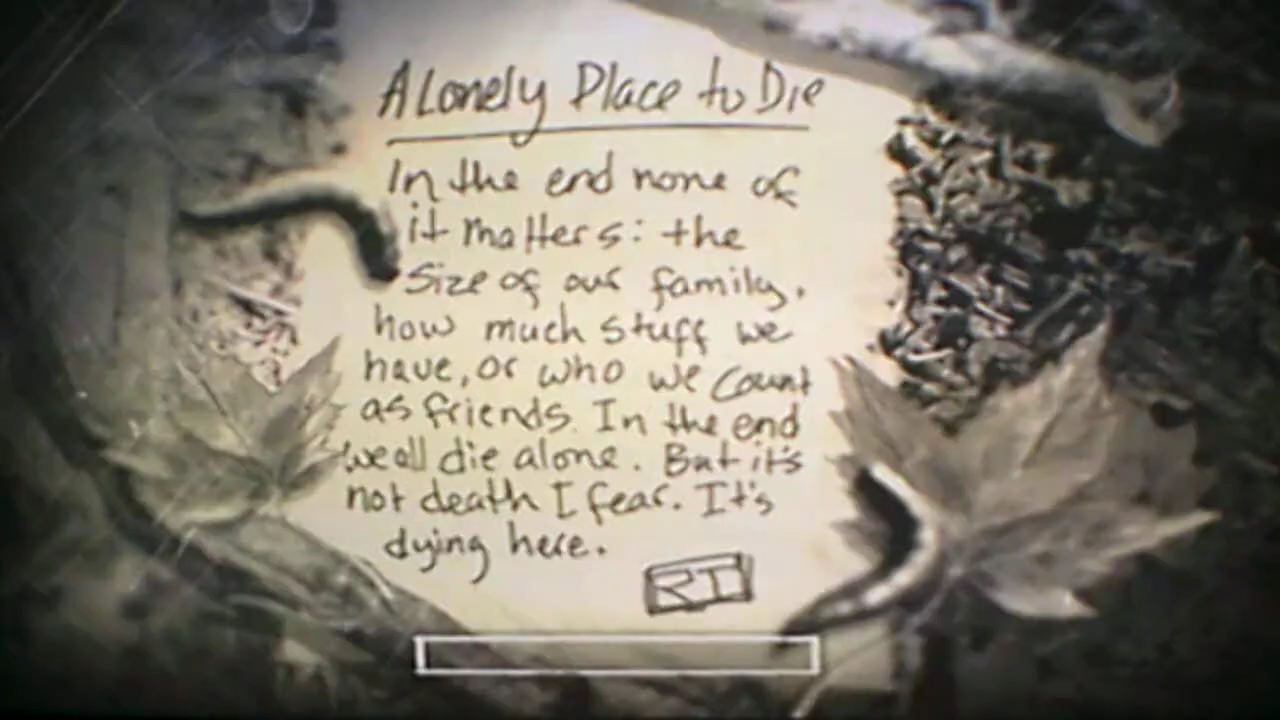 A Lonely Place to Die
In the end none of
it matters: the
size of our family,
how much stuff we
have, or who we count
as friends. In the end
we all die alone. But it's
not death I fear. It's
dying here.
RT